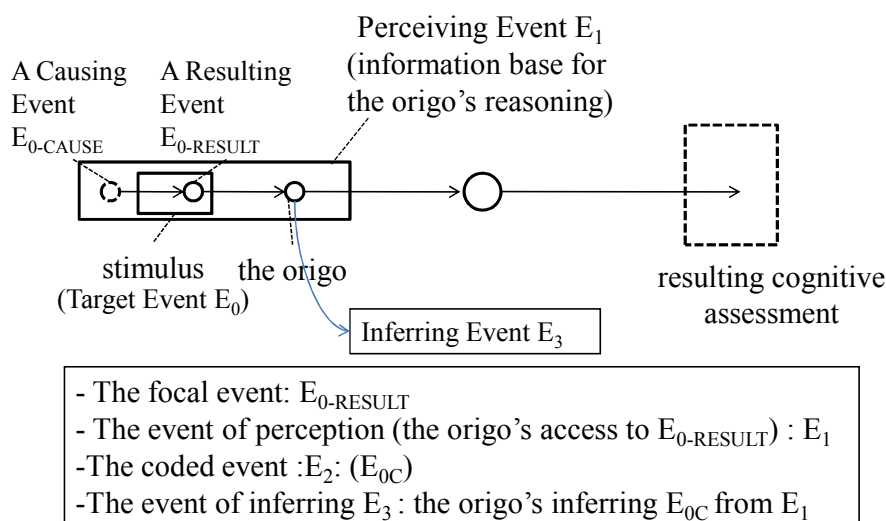 Perceiving Event E₁
(information base for
the origo's reasoning)
A Causing
Event
E₀₋CAUSE
A Resulting
Event
E₀₋RESULT
stimulus
(Target Event E₀)
the origo
resulting cognitive
assessment
Inferring Event E₃
- The focal event: E₀₋RESULT
- The event of perception (the origo's access to E₀₋RESULT) : E₁
-The coded event :E₂: (E₀C)
-The event of inferring E₃ : the origo's inferring E₀C from E₁